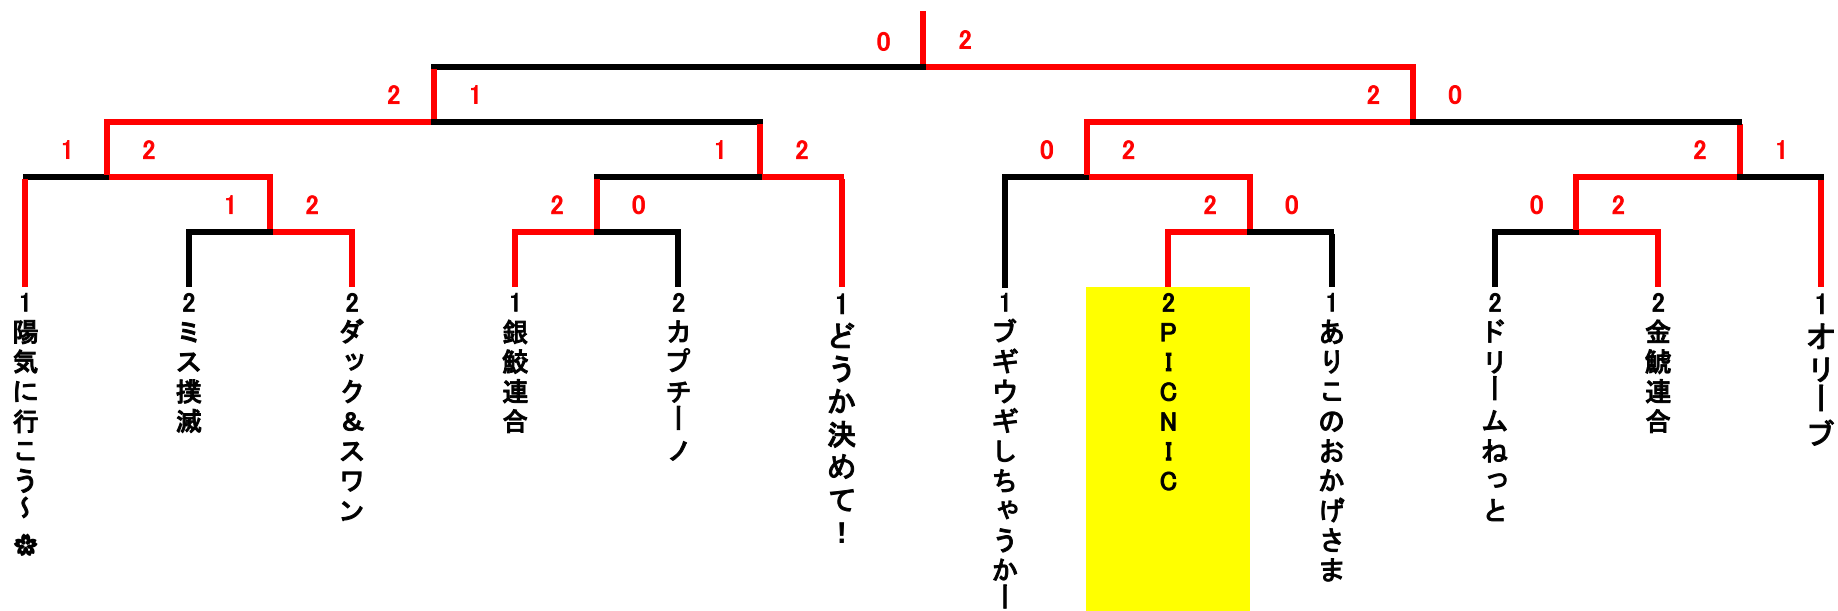 0 2
2 1 2 0
1 2 1 2 0 2 2 1
1 2 2 0 2 0 0 2
1陽気に行こう～✿
2ミス撲滅
2ダック＆スワン
1銀鮫連合
2カプチーノ
1どうか決めて！
1ブギウギしちゃうかー
2ＰＩＣＮＩＣ
1ありこのおかげさま
2ドリームねっと
2金鯱連合
1オリーブ